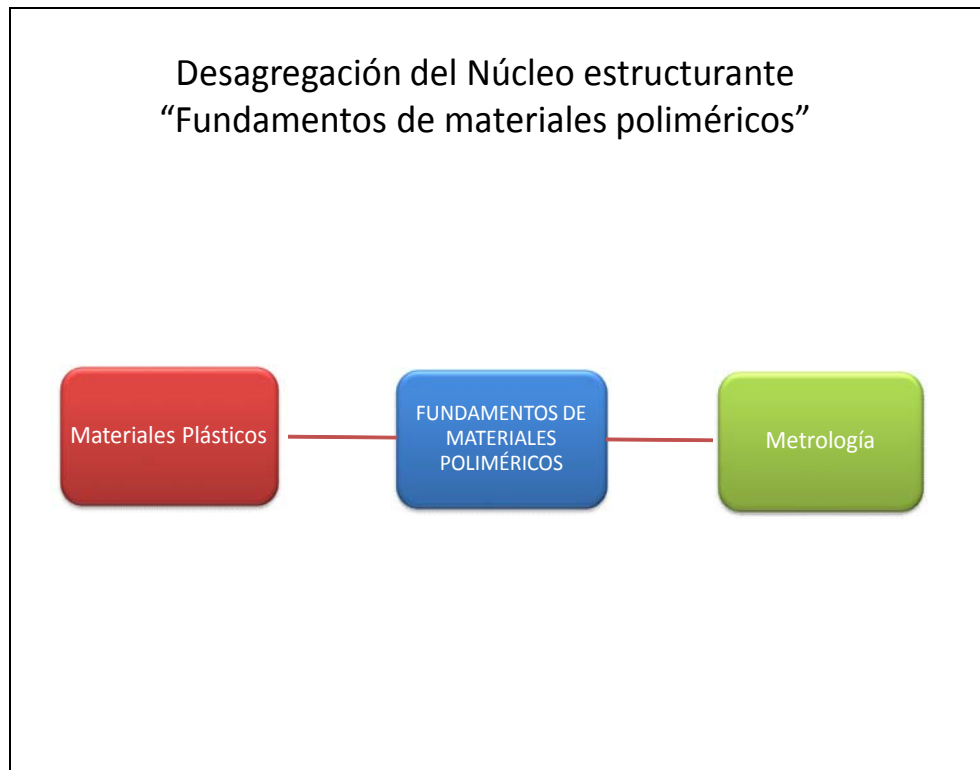 Desagregación del Núcleo estructurante
“Fundamentos de materiales poliméricos”
Materiales Plásticos
FUNDAMENTOS DE
MATERIALES
POLIMÉRICOS
Metrología